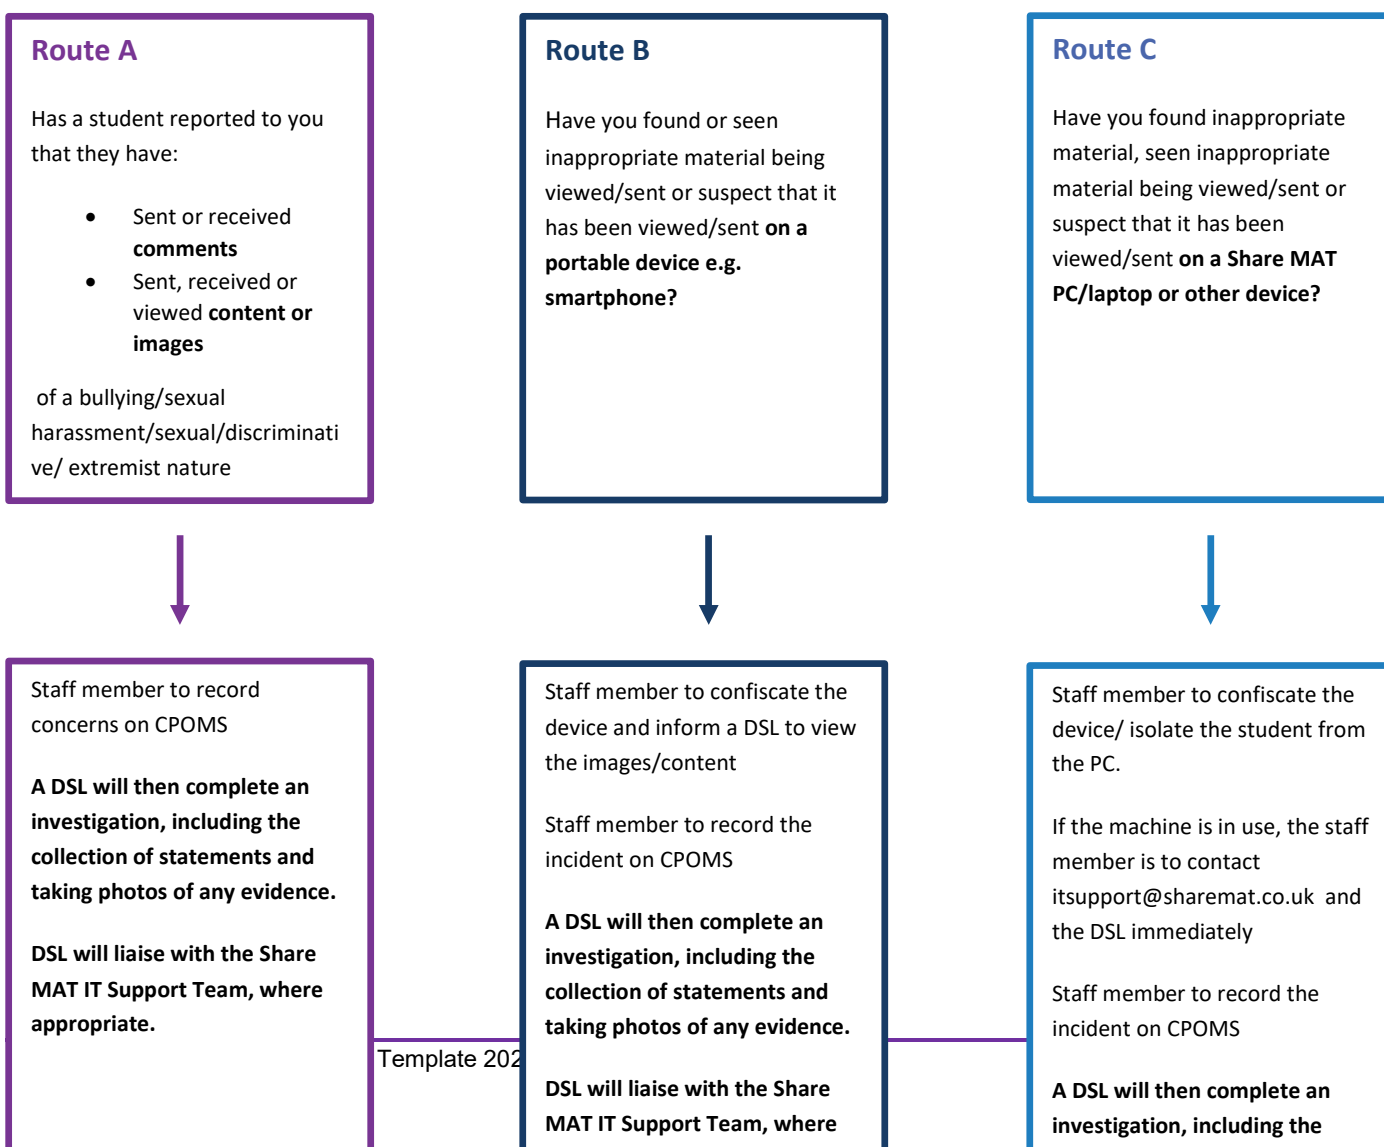 Route A
Has a student reported to you
that they have:
• Sent or received
comments
• Sent, received or
viewed content or
images
of a bullying/sexual
harassment/sexual/discriminati
ve/ extremist nature
Route B
Have you found or seen
inappropriate material being
viewed/sent or suspect that it
has been viewed/sent on a
portable device e.g.
smartphone?
Route C
Have you found inappropriate
material, seen inappropriate
material being viewed/sent or
suspect that it has been
viewed/sent on a Share MAT
PC/laptop or other device?
Staff member to record
concerns on CPOMS
A DSL will then complete an
investigation, including the
collection of statements and
taking photos of any evidence.
DSL will liaise with the Share
MAT IT Support Team, where
appropriate.
Staff member to confiscate the
device and inform a DSL to view
the images/content
Staff member to record the
incident on CPOMS
A DSL will then complete an
investigation, including the
collection of statements and
taking photos of any evidence.
DSL will liaise with the Share
MAT IT Support Team, where
Staff member to confiscate the
device/ isolate the student from
the PC.
If the machine is in use, the staff
member is to contact
itsupport@sharemat.co.uk and
the DSL immediately
Staff member to record the
incident on CPOMS
A DSL will then complete an
investigation, including the
Template 202